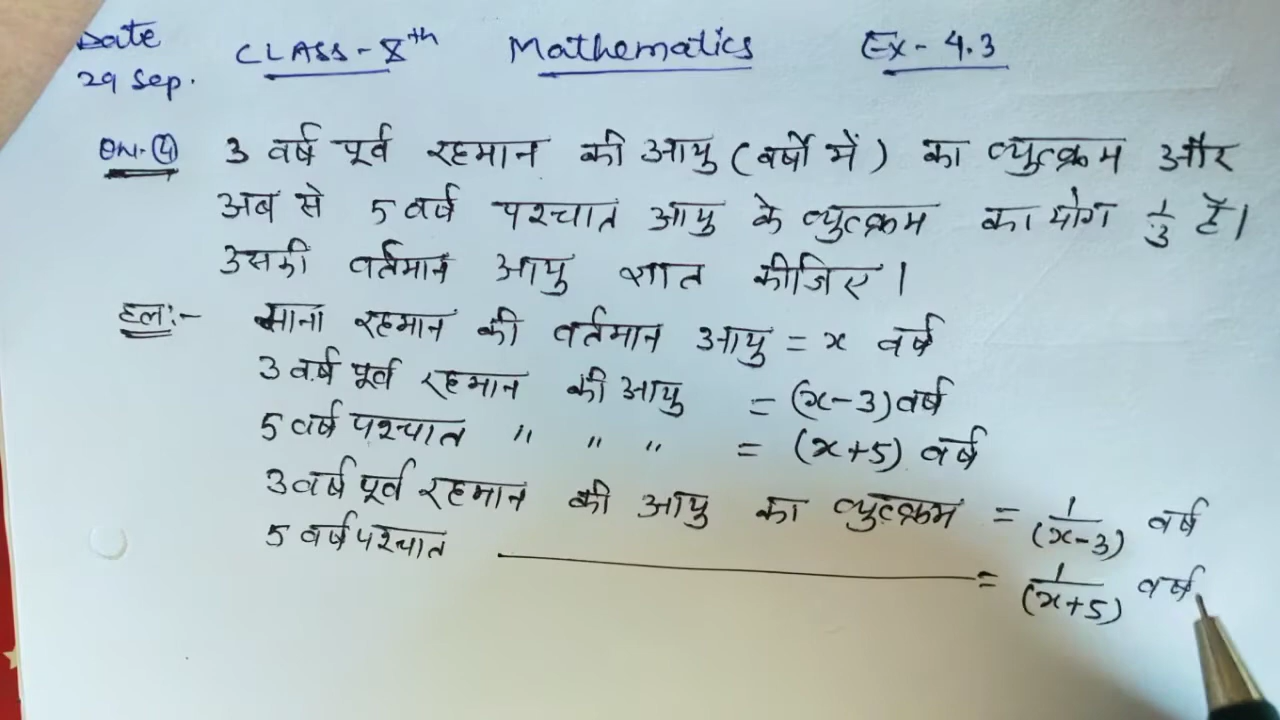 Date CLASS-8th Mathematics Ex-4.3
29 Sep.
QN.④ 3 वर्ष पूर्व रहमान की आयु (वर्षो में) का व्युत्क्रम और
अब से 5 वर्ष पश्चात आयु के व्युत्क्रम का योग 1/3 है।
उसकी वर्तमान आयु ज्ञात कीजिए।
हल:- माना रहमान की वर्तमान आयु = x वर्ष
3 वर्ष पूर्व रहमान की आयु = (x-3) वर्ष
5 वर्ष पश्चात " " " = (x+5) वर्ष
3 वर्ष पूर्व रहमान की आयु का व्युत्क्रम = 1/(x-3) वर्ष
5 वर्ष पश्चात ——— = 1/(x+5) वर्ष